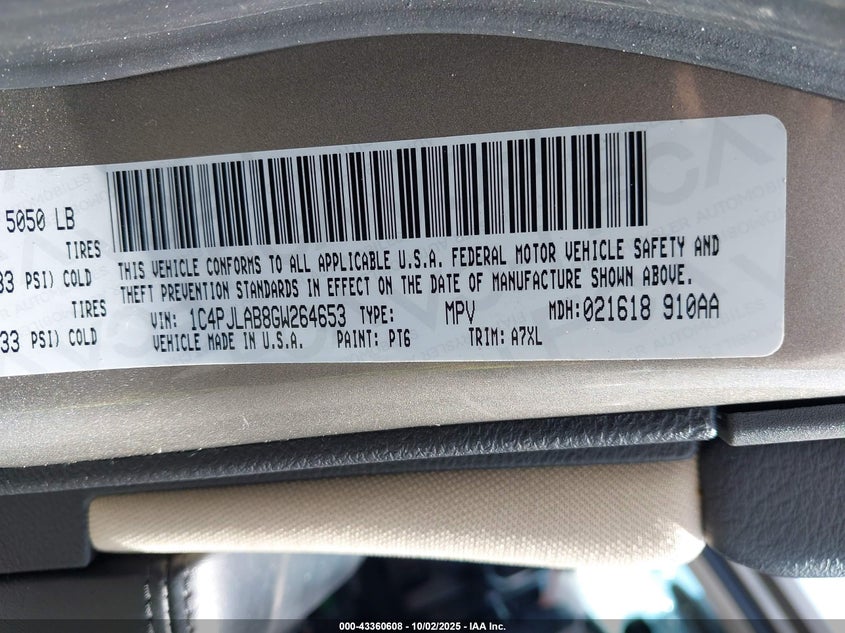 5050 LB
TIRES
33 PSI) COLD
TIRES
33 PSI) COLD
THIS VEHICLE CONFORMS TO ALL APPLICABLE U.S.A. FEDERAL MOTOR VEHICLE SAFETY AND
THEFT PREVENTION STANDARDS IN EFFECT ON THE DATE OF MANUFACTURE SHOWN ABOVE.
VIN: 1C4PJLAB8GW264653 TYPE: MPV MDH:021618 910AA
VEHICLE MADE IN U.S.A. PAINT: PT6 TRIM: A7XL
000-43360608 - 10/02/2025 - IAA Inc.